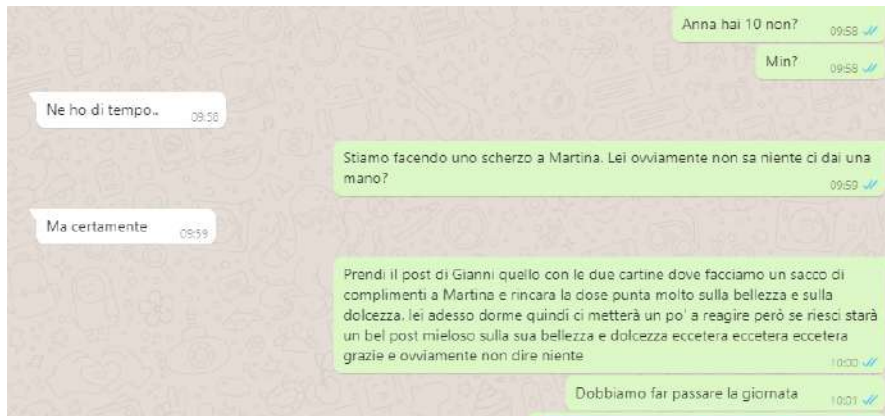 Anna hai 10 non?
09:58
Min?
09:58
Ne ho di tempo..
09:58
Stiamo facendo uno scherzo a Martina. Lei ovviamente non sa niente ci dai una
mano?
09:59
Ma certamente
09:59
Prendi il post di Gianni quello con le due cartine dove facciamo un sacco di
complimenti a Martina e rincara la dose punta molto sulla bellezza e sulla
dolcezza. lei adesso dorme quindi ci metterà un po' a reagire però se riesci starà
un bel post mieloso sulla sua bellezza e dolcezza eccetera eccetera eccetera
grazie e ovviamente non dire niente
10:00
Dobbiamo far passare la giornata
10:01